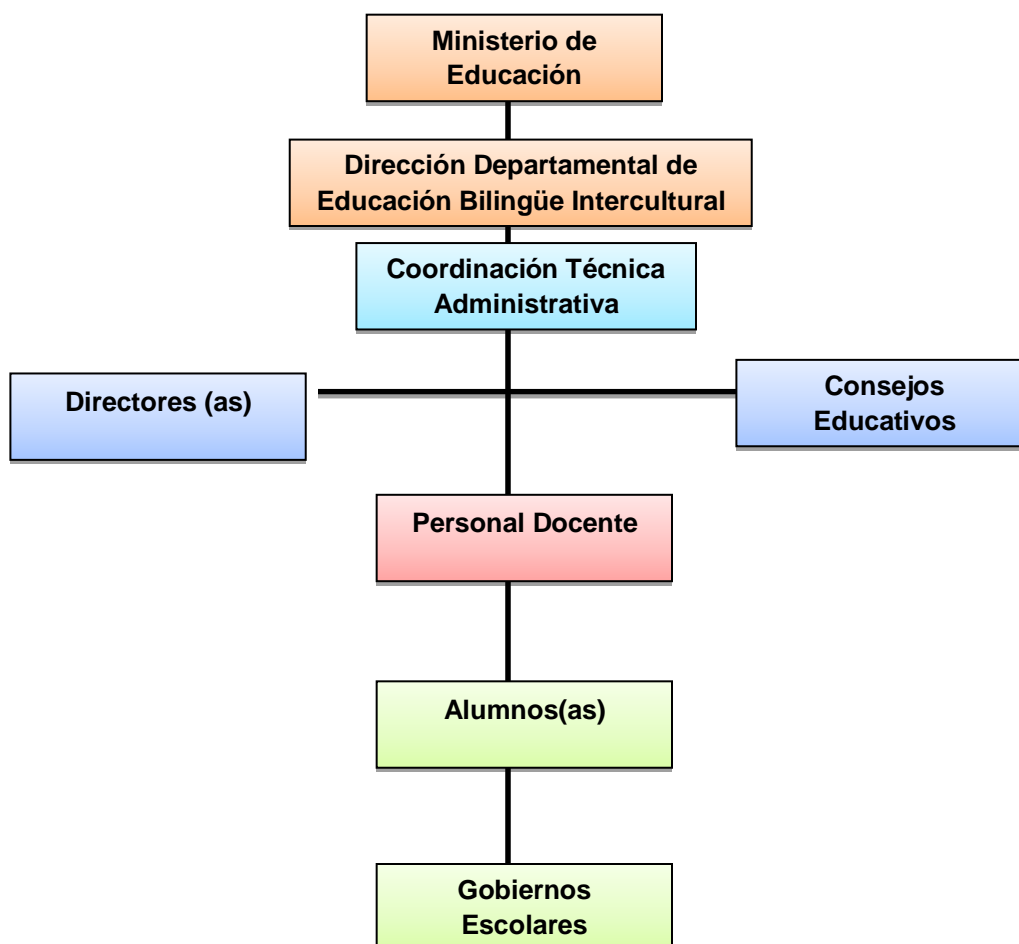 Ministerio de
Educación
Dirección Departamental de
Educación Bilingüe Intercultural
Coordinación Técnica
Administrativa
Directores (as)
Consejos
Educativos
Personal Docente
Alumnos(as)
Gobiernos
Escolares